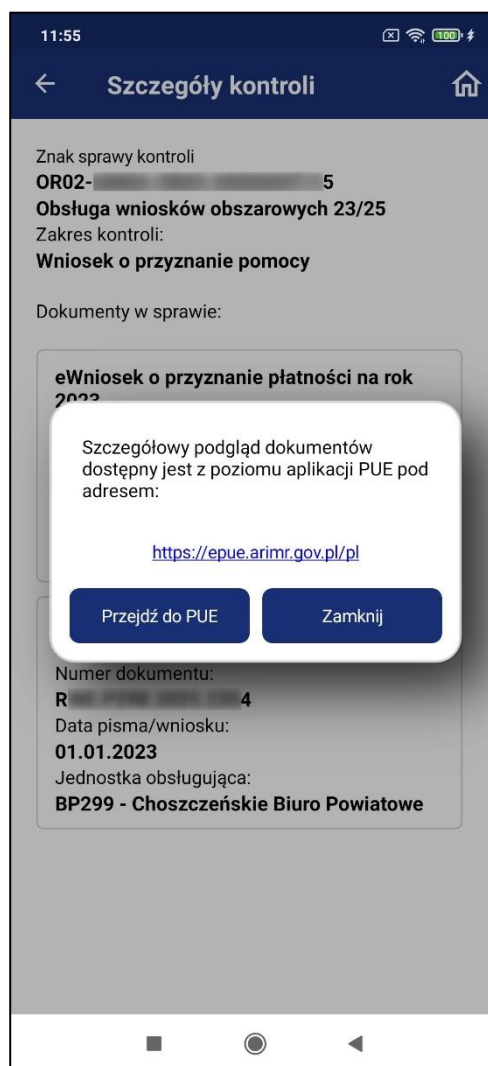 11:55
100
Szczegóły kontroli
Znak sprawy kontroli
OR02- 5
Obsługa wniosków obszarowych 23/25
Zakres kontroli:
Wniosek o przyznanie pomocy
Dokumenty w sprawie:
eWniosek o przyznanie płatności na rok
2023
Szczegółowy podgląd dokumentów
dostępny jest z poziomu aplikacji PUE pod
adresem:
https://epue.arimr.gov.pl/pl
Przejdź do PUE Zamknij
Numer dokumentu:
R 4
Data pisma/wniosku:
01.01.2023
Jednostka obsługująca:
BP299 - Choszczeńskie Biuro Powiatowe